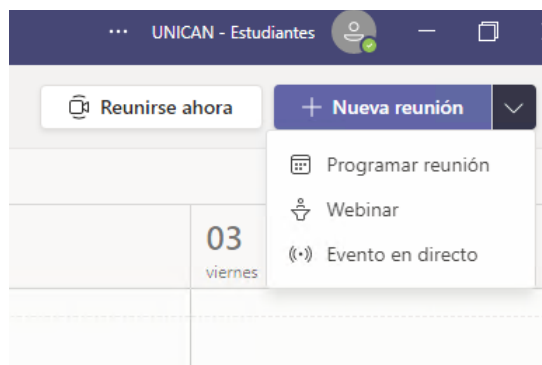 ... UNICAN - Estudiantes
Reunirse ahora
+ Nueva reunión
Programar reunión
Webinar
Evento en directo
03
viernes